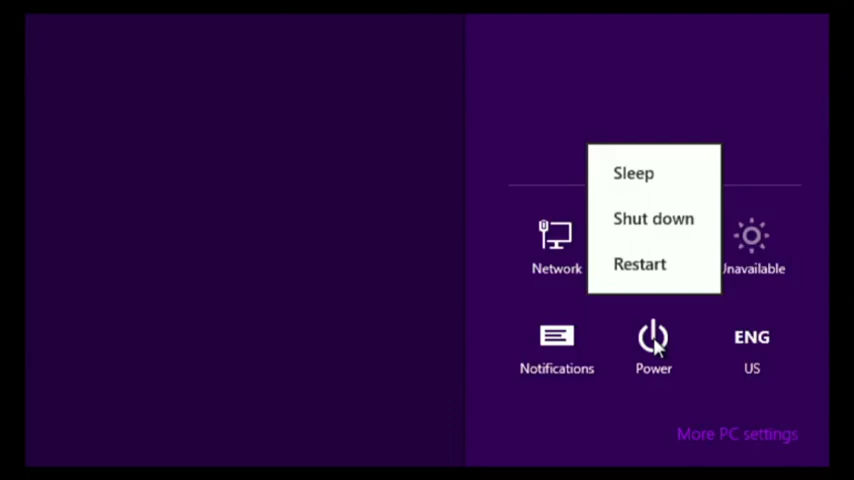 Sleep
Shut down
Restart
Network
Unavailable
Notifications
Power
ENG
US
More PC settings